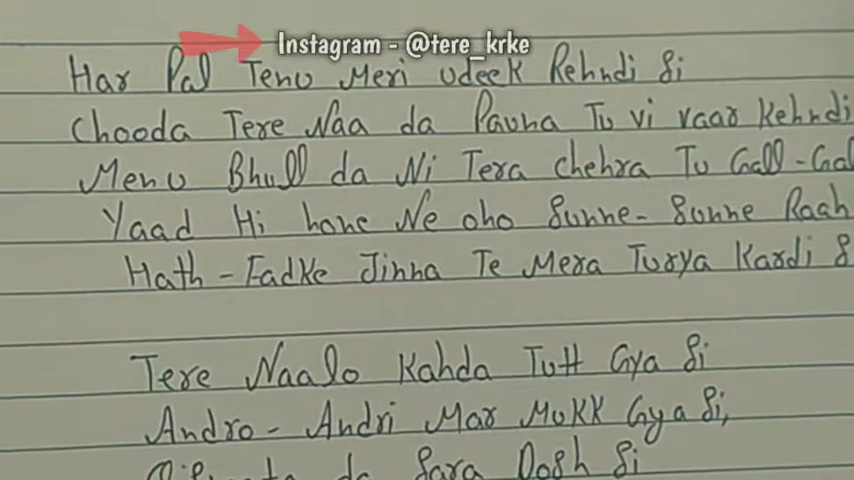 Instagram - @tere_krke
Har Pal Tenu Meri Udeek Rehndi Si
Chooda Tere Naa da Pauna Tu vi vaar Kehndi
Menu Bhull da Ni Tera Chehra Tu Gall-Gal
Yaad Hi hone Ne oho Sunne-Sunne Raah
Hath-Fadke Jinna Te Mera Turya Kardi S
Tere Naalo Kahda Tutt Gya Si
Andro-Andri Mar Mukk Gya Si,
da Sara Dosh Si